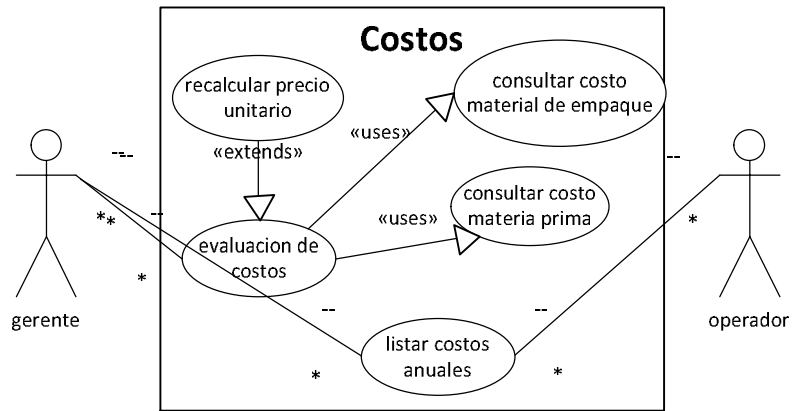 Costos
recalcular precio
unitario
consultar costo
material de empaque
«uses»
«extends»
--
--
--
consultar costo
materia prima
«uses»
--
*
*
*
evaluacion de
costos
*
--
--
gerente
operador
listar costos
anuales
*
*